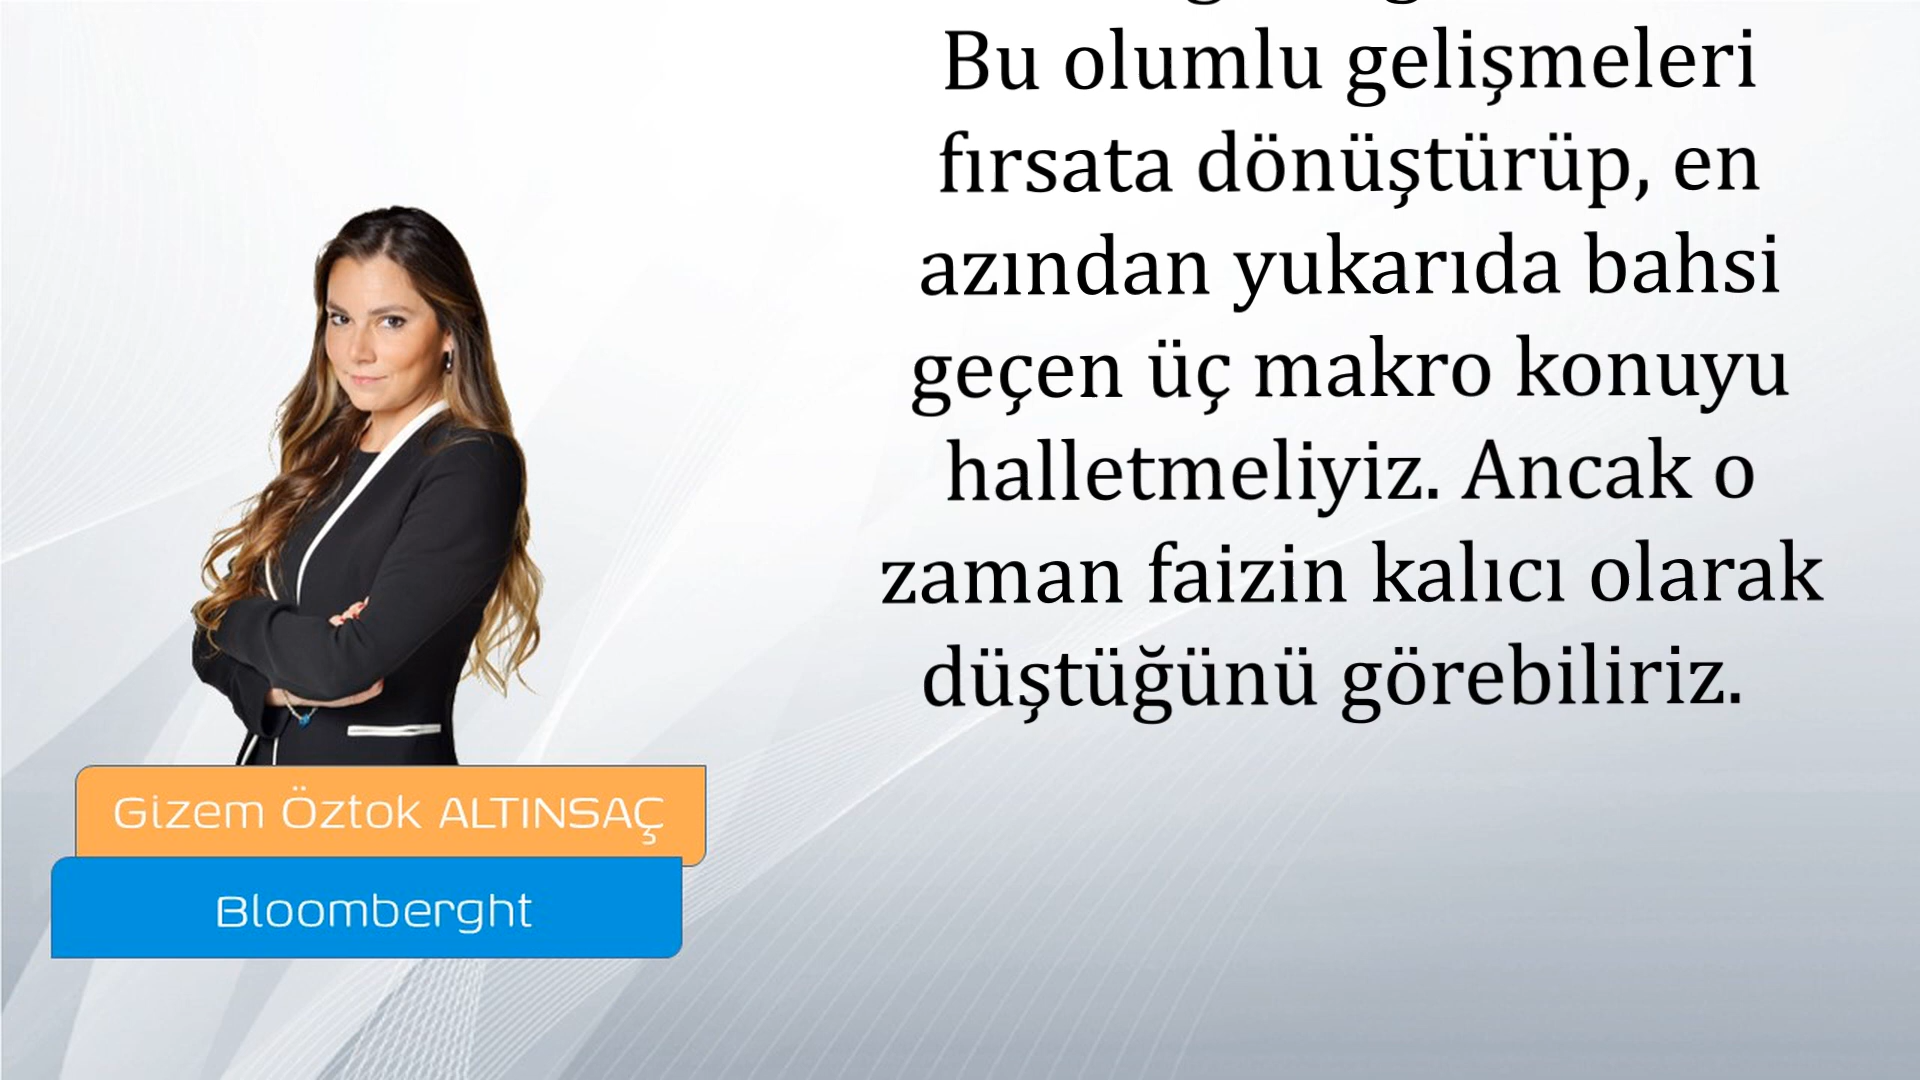 Bu olumlu gelişmeleri
fırsata dönüştürüp, en
azından yukarıda bahsi
geçen üç makro konuyu
halletmeliyiz. Ancak o
zaman faizin kalıcı olarak
düştüğünü görebiliriz.
Gizem Öztok ALTINSAÇ
Bloomberght